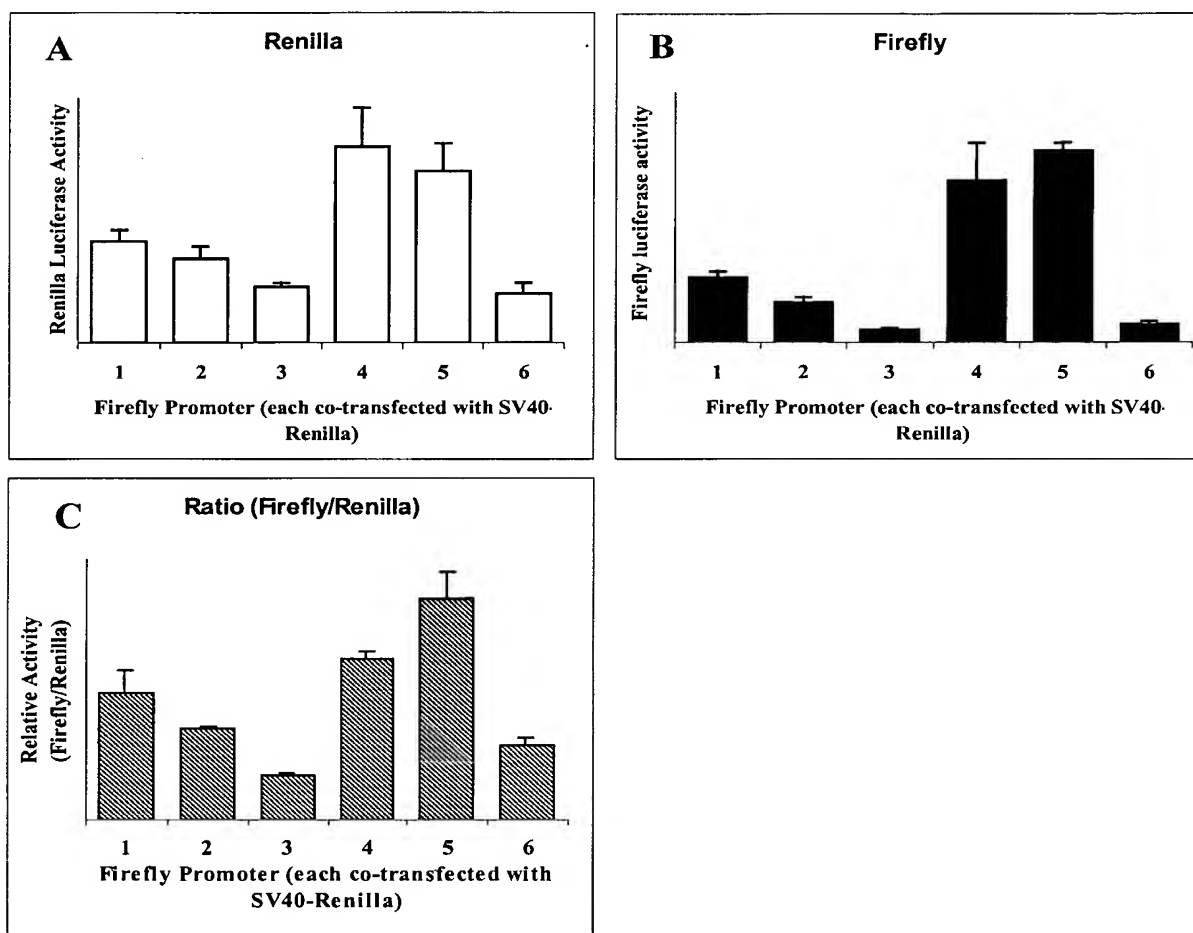 A
Renilla
Renilla Luciferase Activity
1 2 3 4 5 6
Firefly Promoter (each co-transfected with SV40-
Renilla)
B
Firefly
Firefly luciferase activity
1 2 3 4 5 6
Firefly Promoter (each co-transfected with SV40-
Renilla)
C
Ratio (Firefly/Renilla)
Relative Activity
(Firefly/Renilla)
1 2 3 4 5 6
Firefly Promoter (each co-transfected with
SV40-Renilla)